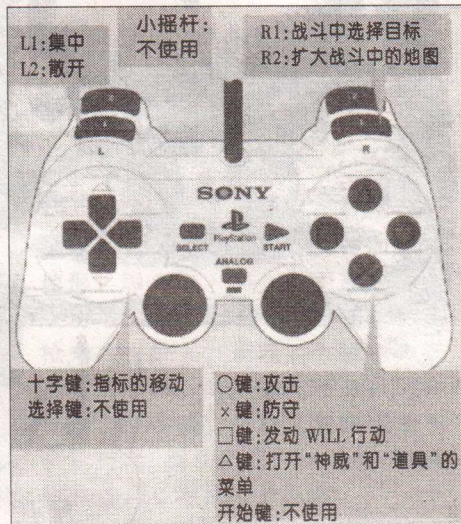 L1:集中
L2:散开
小摇杆:
不使用
R1:战斗中选择目标
R2:扩大战斗中的地图
L
R
SONY
PlayStation
SELECT
START
ANALOG
十字键:指标的移动
选择键:不使用
○键:攻击
×键:防守
□键:发动 WILL 行动
△键:打开“神威”和“道具”的
菜单
开始键:不使用